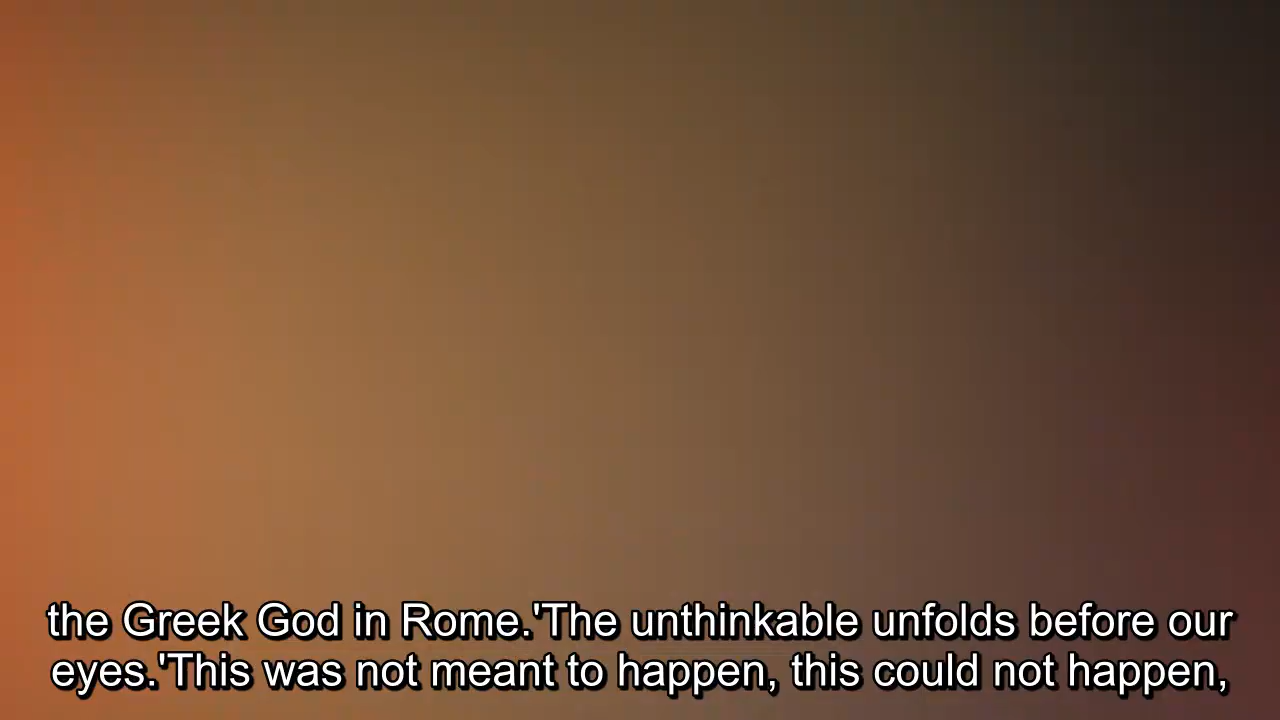 the Greek God in Rome.'The unthinkable unfolds before our
eyes.'This was not meant to happen, this could not happen,